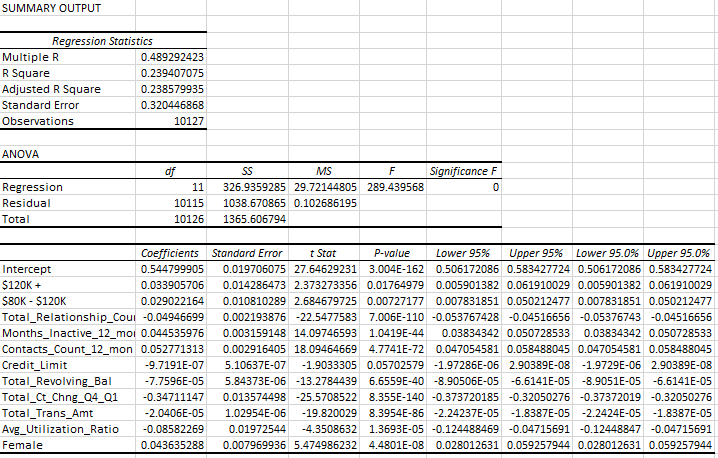 SUMMARY OUTPUT
Regression Statistics
Multiple R 0.489292423
R Square 0.239407075
Adjusted R Square 0.238579935
Standard Error 0.320446868
Observations 10127
ANOVA
df SS MS F Significance F
Regression 11 326.9359285 29.72144805 289.439568 0
Residual 10115 1038.670865 0.102686195
Total 10126 1365.606794
Coefficients Standard Error t Stat P-value Lower 95% Upper 95% Lower 95.0% Upper 95.0%
Intercept 0.544799905 0.019706075 27.64629231 3.004E-162 0.506172086 0.583427724 0.506172086 0.583427724
$120K + 0.033905706 0.014286473 2.373273356 0.01764979 0.005901382 0.061910029 0.005901382 0.061910029
$80K - $120K 0.029022164 0.010810289 2.684679725 0.00727177 0.007831851 0.050212477 0.007831851 0.050212477
Total_Relationship_Cou -0.04946699 0.002193876 -22.5477583 7.006E-110 -0.053767428 -0.04516656 -0.05376743 -0.04516656
Months_Inactive_12_mo 0.044535976 0.003159148 14.09746593 1.0419E-44 0.03834342 0.050728533 0.03834342 0.050728533
Contacts_Count_12_mon 0.052771313 0.002916405 18.09464669 4.7741E-72 0.047054581 0.058488045 0.047054581 0.058488045
Credit_Limit -9.7191E-07 5.10637E-07 -1.9033305 0.05702579 -1.97286E-06 2.90389E-08 -1.9729E-06 2.90389E-08
Total_Revolving_Bal -7.7596E-05 5.84373E-06 -13.2784439 6.6559E-40 -8.90506E-05 -6.6141E-05 -8.9051E-05 -6.6141E-05
Total_Ct_Chng_Q4_Q1 -0.34711147 0.013574498 -25.5708522 8.355E-140 -0.373720185 -0.32050276 -0.37372019 -0.32050276
Total_Trans_Amt -2.0406E-05 1.02954E-06 -19.820029 8.3954E-86 -2.24237E-05 -1.8387E-05 -2.2424E-05 -1.8387E-05
Avg_Utilization_Ratio -0.08582269 0.01972544 -4.3508632 1.3693E-05 -0.124488469 -0.04715691 -0.12448847 -0.04715691
Female 0.043635288 0.007969936 5.474986232 4.4801E-08 0.028012631 0.059257944 0.028012631 0.059257944